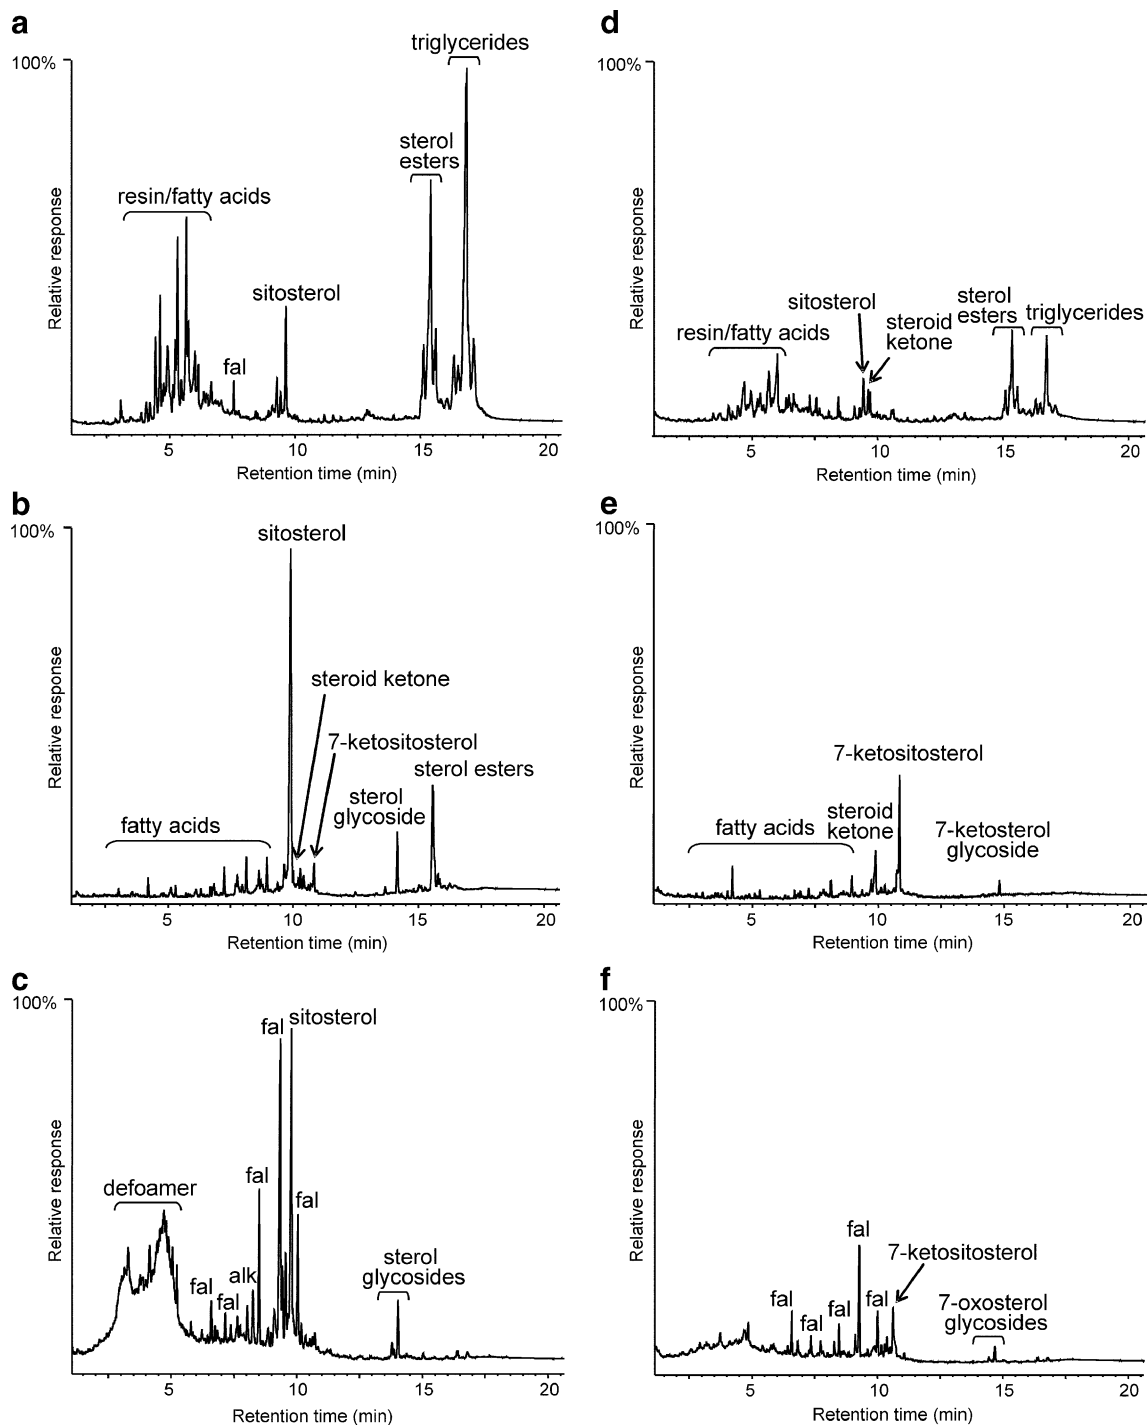 a
100%
triglycerides
sterol
esters
resin/fatty acids
sitosterol
fal
Relative response
5
10
15
20
Retention time (min)
d
100%
sitosterol
steroid
ketone
sterol
esters
triglycerides
resin/fatty acids
Relative response
5
10
15
20
Retention time (min)
b
100%
sitosterol
steroid ketone
7-ketositosterol
sterol esters
sterol
glycoside
fatty acids
Relative response
5
10
15
20
Retention time (min)
e
100%
7-ketositosterol
steroid
ketone
fatty acids
7-ketosterol
glycoside
Relative response
5
10
15
20
Retention time (min)
c
100%
fal
sitosterol
defoamer
fal
fal
alk
fal
fal
sterol
glycosides
Relative response
5
10
15
20
Retention time (min)
f
100%
fal
7-ketositosterol
fal
fal
fal
fal
7-oxosterol
glycosides
Relative response
5
10
15
20
Retention time (min)